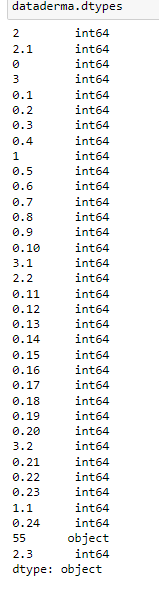 dataderma.dtypes
2 int64
2.1 int64
0 int64
3 int64
0.1 int64
0.2 int64
0.3 int64
0.4 int64
1 int64
0.5 int64
0.6 int64
0.7 int64
0.8 int64
0.9 int64
0.10 int64
3.1 int64
2.2 int64
0.11 int64
0.12 int64
0.13 int64
0.14 int64
0.15 int64
0.16 int64
0.17 int64
0.18 int64
0.19 int64
0.20 int64
3.2 int64
0.21 int64
0.22 int64
0.23 int64
1.1 int64
0.24 int64
55 object
2.3 int64
dtype: object